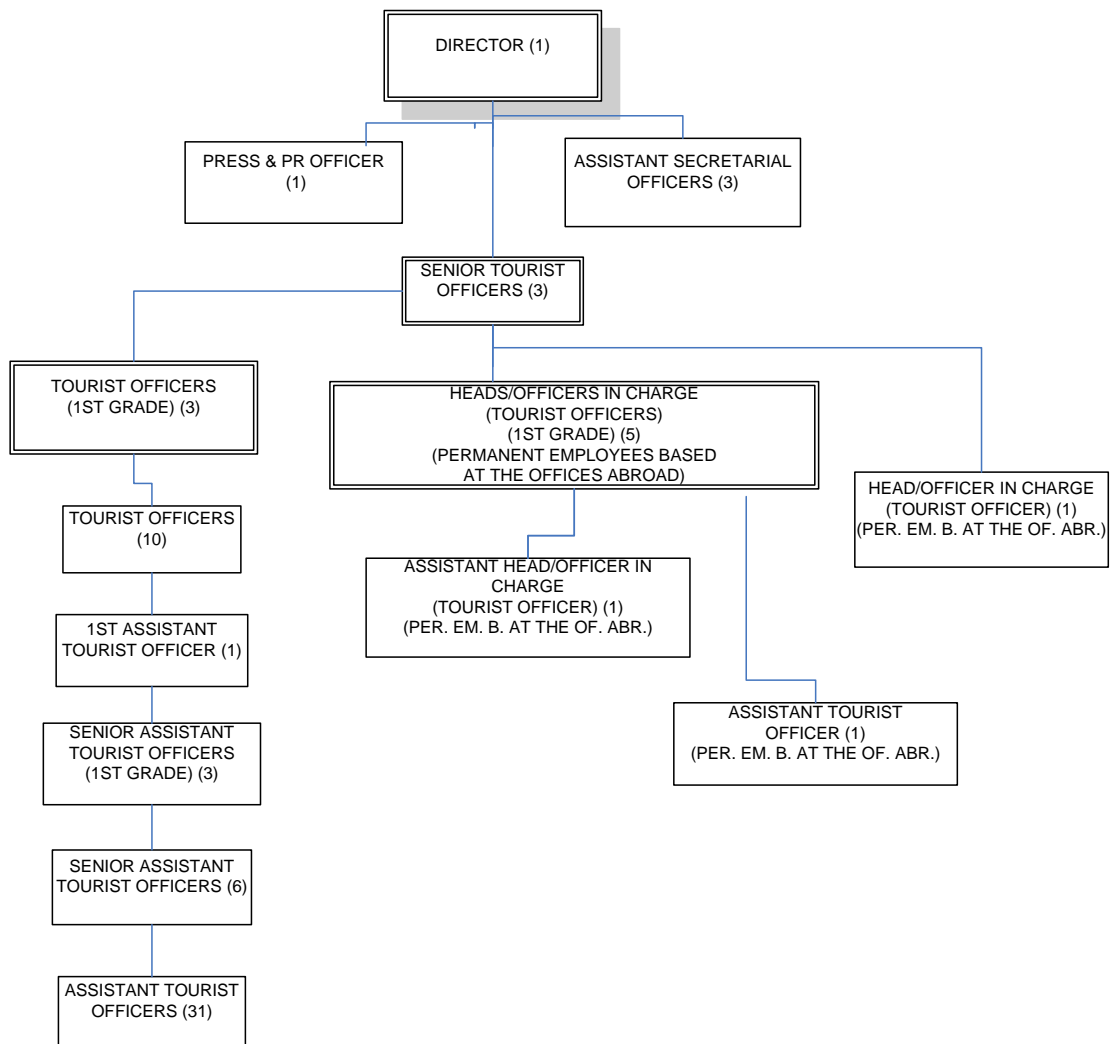 DIRECTOR (1)
PRESS & PR OFFICER
(1)
ASSISTANT SECRETARIAL
OFFICERS (3)
SENIOR TOURIST
OFFICERS (3)
TOURIST OFFICERS
(1ST GRADE) (3)
HEADS/OFFICERS IN CHARGE
(TOURIST OFFICERS)
(1ST GRADE) (5)
(PERMANENT EMPLOYEES BASED
AT THE OFFICES ABROAD)
HEAD/OFFICER IN CHARGE
(TOURIST OFFICER) (1)
(PER. EM. B. AT THE OF. ABR.)
TOURIST OFFICERS
(10)
ASSISTANT HEAD/OFFICER IN
CHARGE
(TOURIST OFFICER) (1)
(PER. EM. B. AT THE OF. ABR.)
1ST ASSISTANT
TOURIST OFFICER (1)
ASSISTANT TOURIST
OFFICER (1)
(PER. EM. B. AT THE OF. ABR.)
SENIOR ASSISTANT
TOURIST OFFICERS
(1ST GRADE) (3)
SENIOR ASSISTANT
TOURIST OFFICERS (6)
ASSISTANT TOURIST
OFFICERS (31)